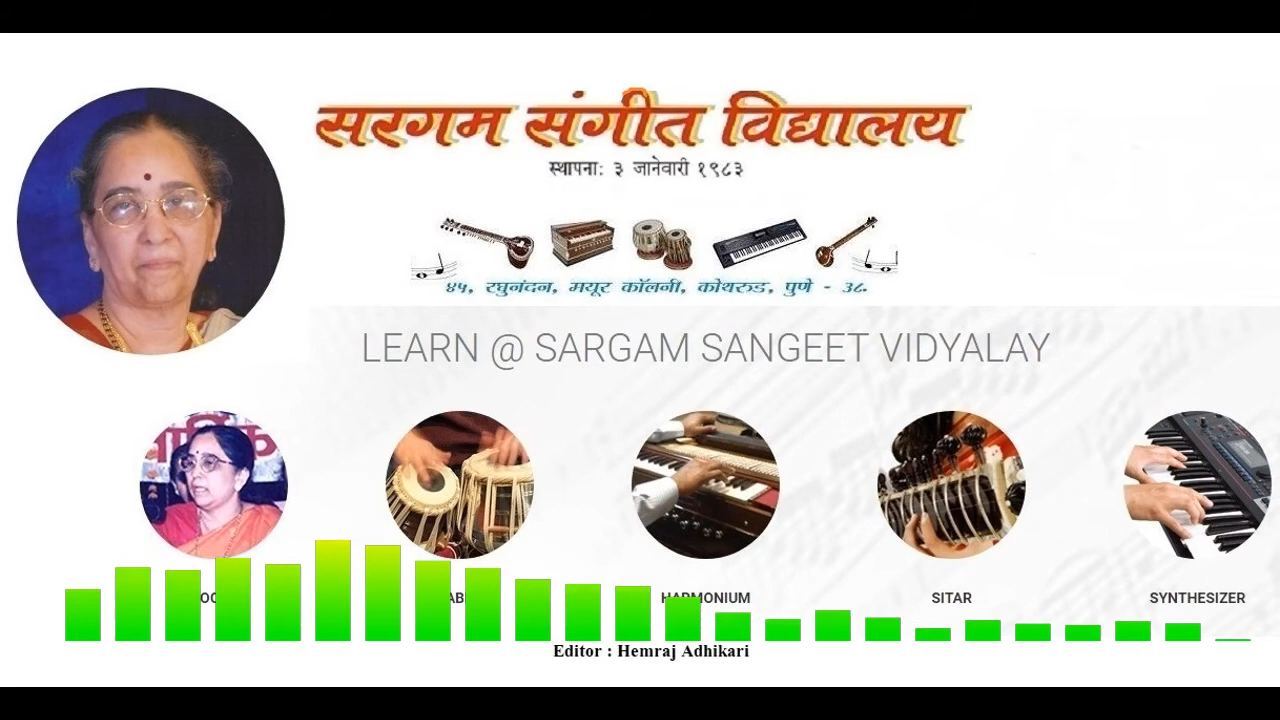 सरगम संगीत विद्यालय
स्थापना: ३ जानेवारी १९८३
४५, रघुनंदन, मयूर कॉलनी, कोथरुड, पुणे - ३८.
LEARN @ SARGAM SANGEET VIDYALAY
HARMONIUM
SITAR
SYNTHESIZER
Editor : Hemraj Adhikari